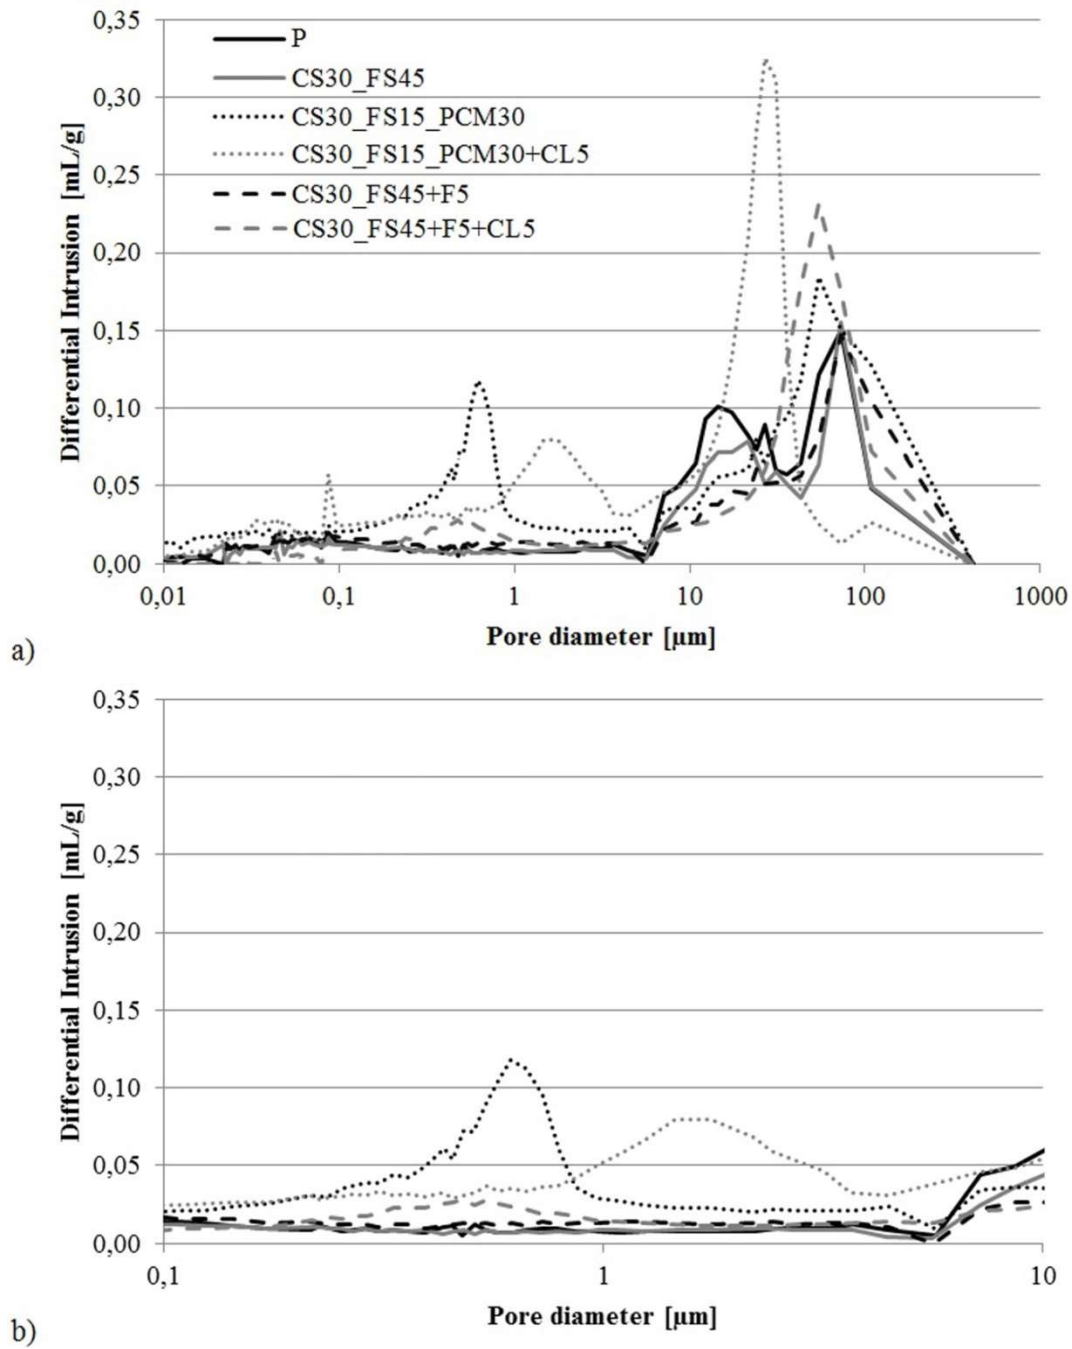 0,35
0,30
0,25
0,20
0,15
0,10
0,05
0,00
Differential Intrusion [mL/g]
P
CS30_FS45
CS30_FS15_PCM30
CS30_FS15_PCM30+CL5
CS30_FS45+F5
CS30_FS45+F5+CL5
0,01 0,1 1 10 100 1000
Pore diameter [µm]
a)
0,35
0,30
0,25
0,20
0,15
0,10
0,05
0,00
Differential Intrusion [mL/g]
0,1 1 10
Pore diameter [µm]
b)